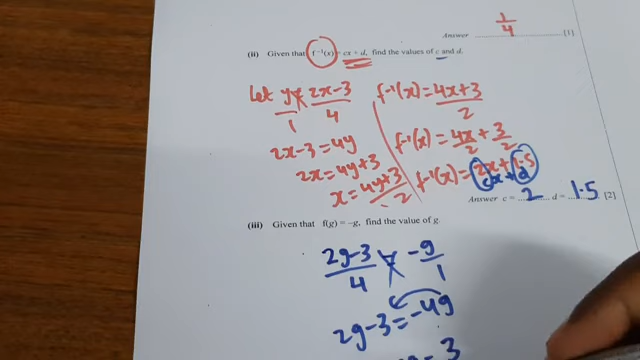 1/4
Answer [1]
(ii) Given that f⁻¹(x) = cx + d, find the values of c and d.
Let y/1 = (2x-3)/4
2x-3 = 4y
2x = 4y+3
x = (4y+3)/2
f⁻¹(x) = (4x+3)/2
f⁻¹(x) = 4x/2 + 3/2
f⁻¹(x) = 2x + 1.5
cx + d
Answer c = 2 d = 1.5 [2]
(iii) Given that f(g) = –g, find the value of g.
(2g-3)/4 = -g/1
2g-3 = -4g
3